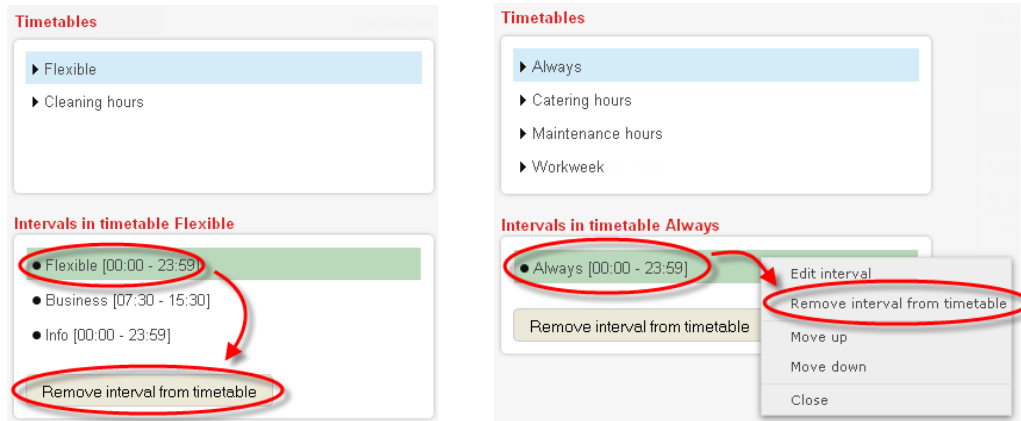 Timetables
Flexible
Cleaning hours
Intervals in timetable Flexible
Flexible [00:00 - 23:59]
Business [07:30 - 15:30]
Info [00:00 - 23:59]
Remove interval from timetable
Timetables
Always
Catering hours
Maintenance hours
Workweek
Intervals in timetable Always
Always [00:00 - 23:59]
Remove interval from timetable
Edit interval
Remove interval from timetable
Move up
Move down
Close